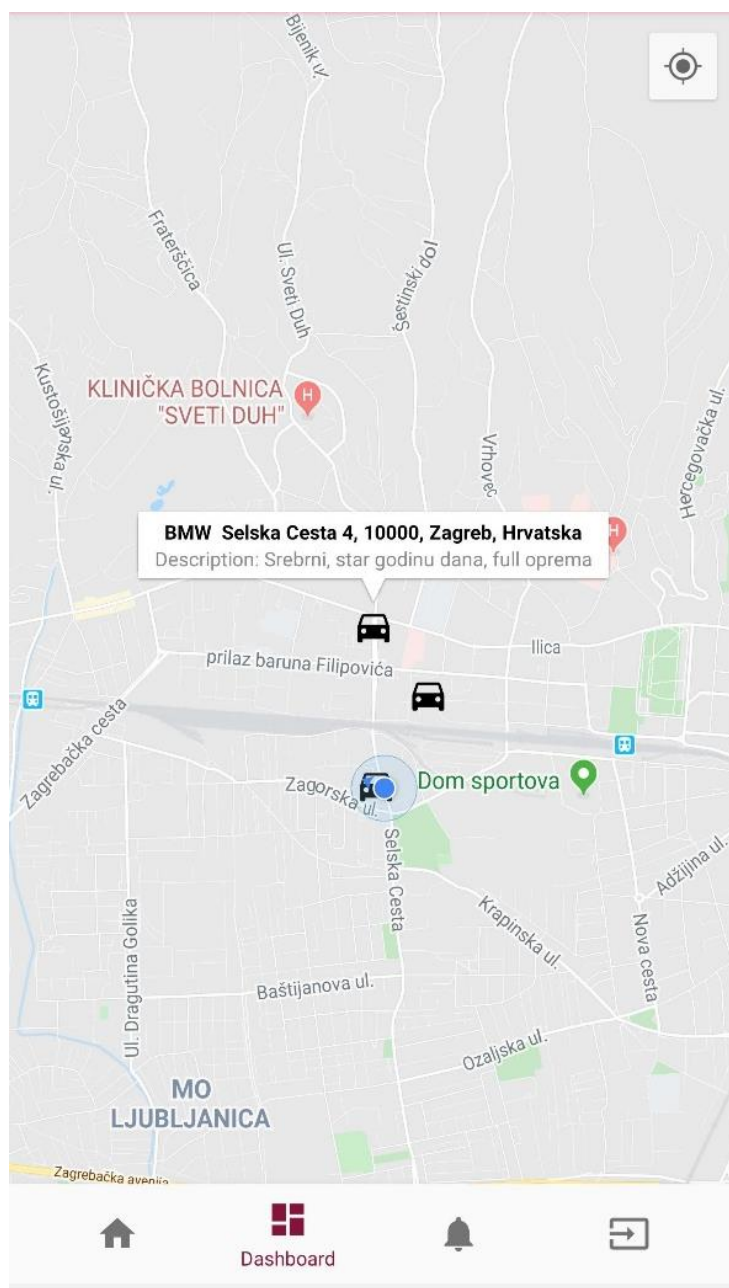 Bijenik u.
Fraterščica
Ul. Sveti Duh
Šestinski dol
Kustošijanska ul.
KLINIČKA BOLNICA
"SVETI DUH"
H
Vrhovec
Hercegovačka ul.
H
BMW Selska Cesta 4, 10000, Zagreb, Hrvatska
Description: Srebrni, star godinu dana, full oprema
Ilica
prilaz baruna Filipovića
Zagrebačka cesta
Zagorska ul.
Dom sportova
Selska Cesta
Adžijina ul.
Krapinska ul.
Nova cesta
Ul. Dragutina Golika
Baštijanova ul.
Ozaljska ul.
MO
LJUBLJANICA
Zagrebačka avenija
Dashboard